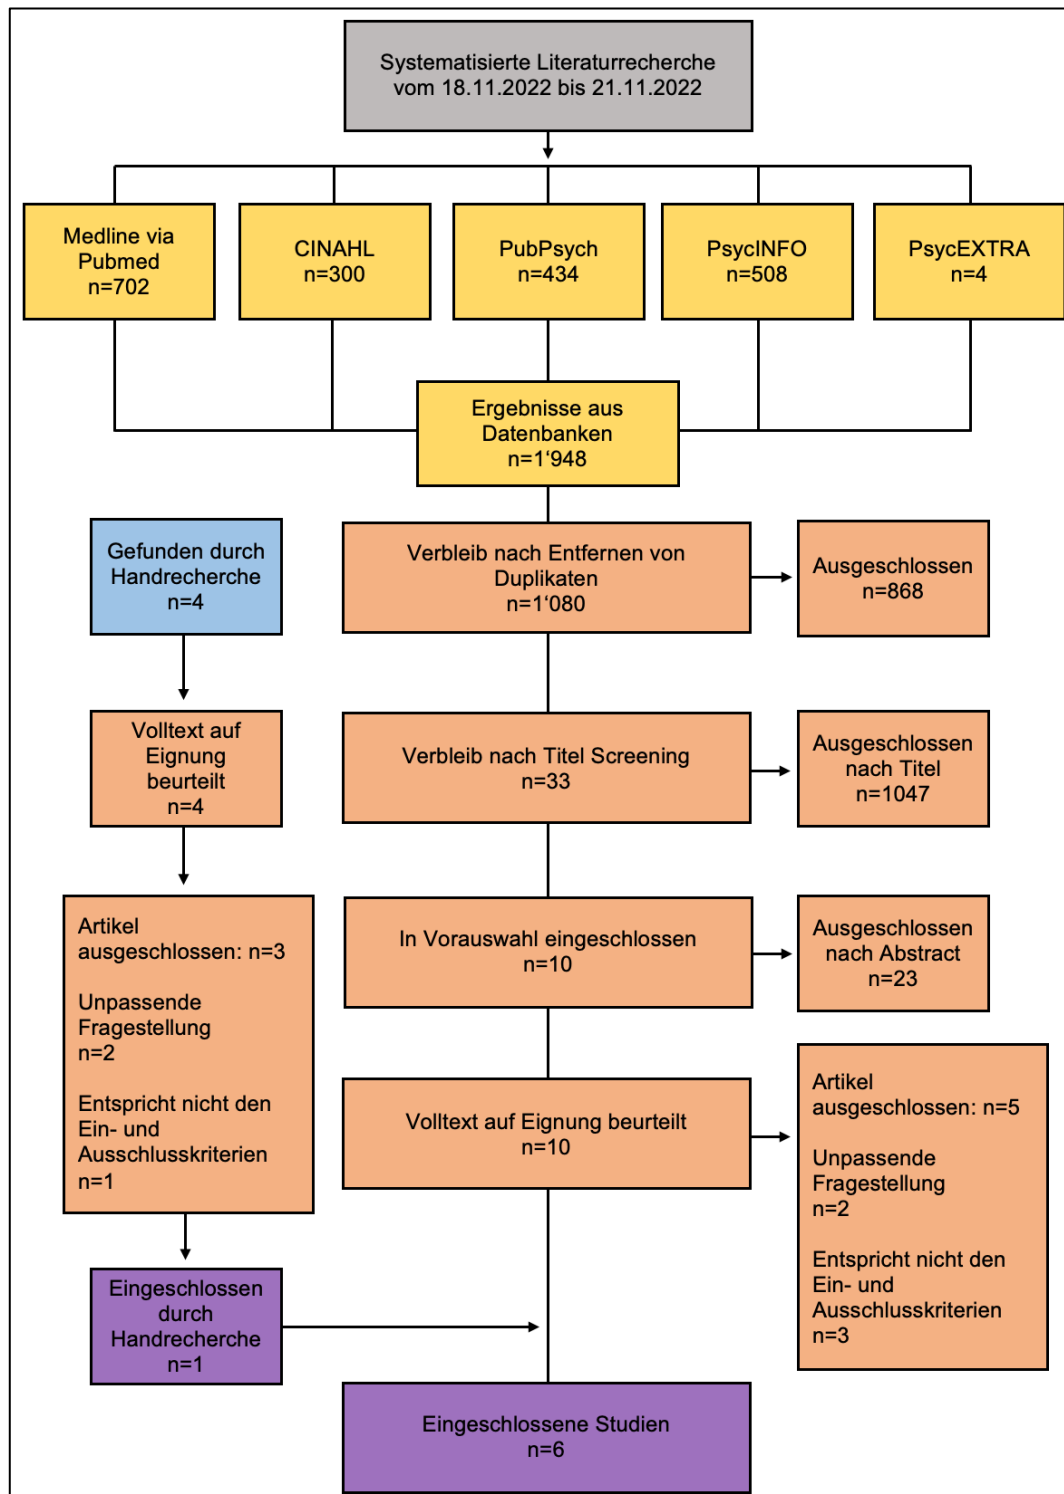 Systematisierte Literaturrecherche
vom 18.11.2022 bis 21.11.2022
Medline via
Pubmed
n=702
CINAHL
n=300
PubPsych
n=434
PsycINFO
n=508
PsycEXTRA
n=4
Ergebnisse aus
Datenbanken
n=1‘948
Gefunden durch
Handrecherche
n=4
Verbleib nach Entfernen von
Duplikaten
n=1‘080
Ausgeschlossen
n=868
Volltext auf
Eignung
beurteilt
n=4
Verbleib nach Titel Screening
n=33
Ausgeschlossen
nach Titel
n=1047
Artikel
ausgeschlossen: n=3
Unpassende
Fragestellung
n=2
Entspricht nicht den
Ein- und
Ausschlusskriterien
n=1
In Vorauswahl eingeschlossen
n=10
Ausgeschlossen
nach Abstract
n=23
Volltext auf Eignung beurteilt
n=10
Artikel
ausgeschlossen: n=5
Unpassende
Fragestellung
n=2
Entspricht nicht den
Ein- und
Ausschlusskriterien
n=3
Eingeschlossen
durch
Handrecherche
n=1
Eingeschlossene Studien
n=6